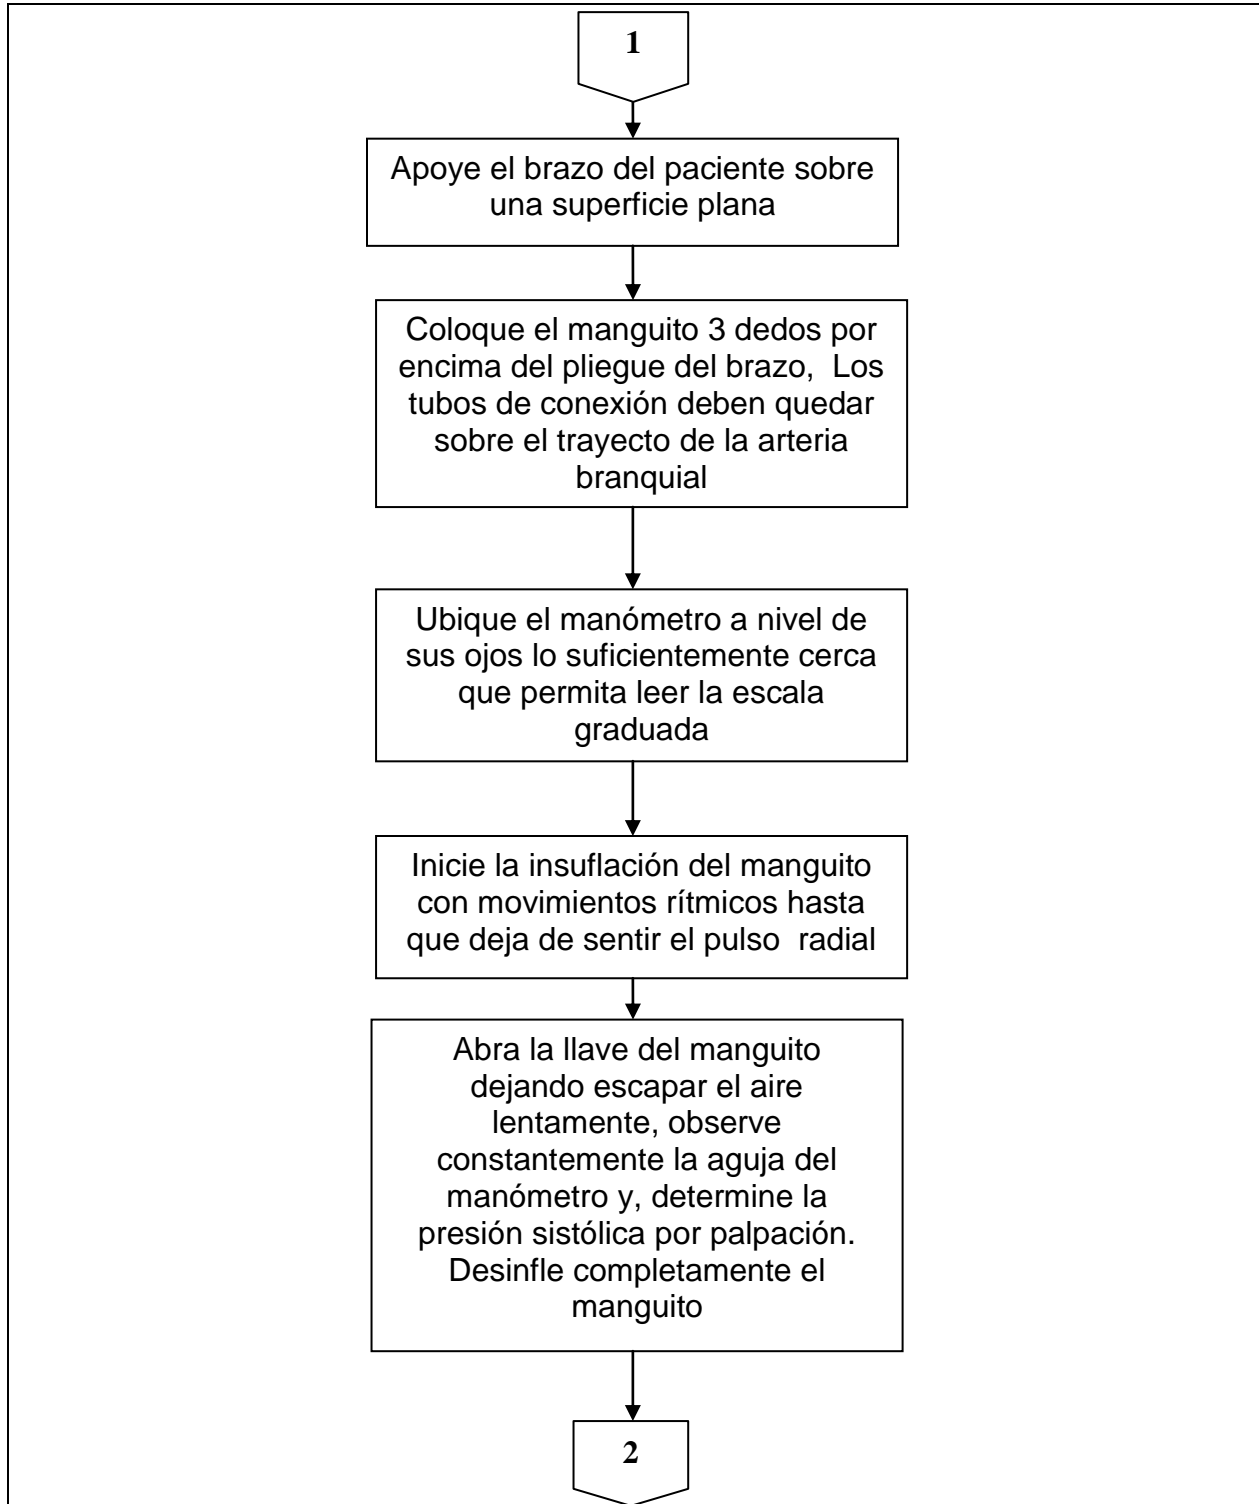 1
Apoye el brazo del paciente sobre
una superficie plana
Coloque el manguito 3 dedos por
encima del pliegue del brazo,  Los
tubos de conexión deben quedar
sobre el trayecto de la arteria
branquial
Ubique el manómetro a nivel de
sus ojos lo suficientemente cerca
que permita leer la escala
graduada
Inicie la insuflación del manguito
con movimientos rítmicos hasta
que deja de sentir el pulso  radial
Abra la llave del manguito
dejando escapar el aire
lentamente, observe
constantemente la aguja del
manómetro y, determine la
presión sistólica por palpación.
Desinfle completamente el
manguito
2